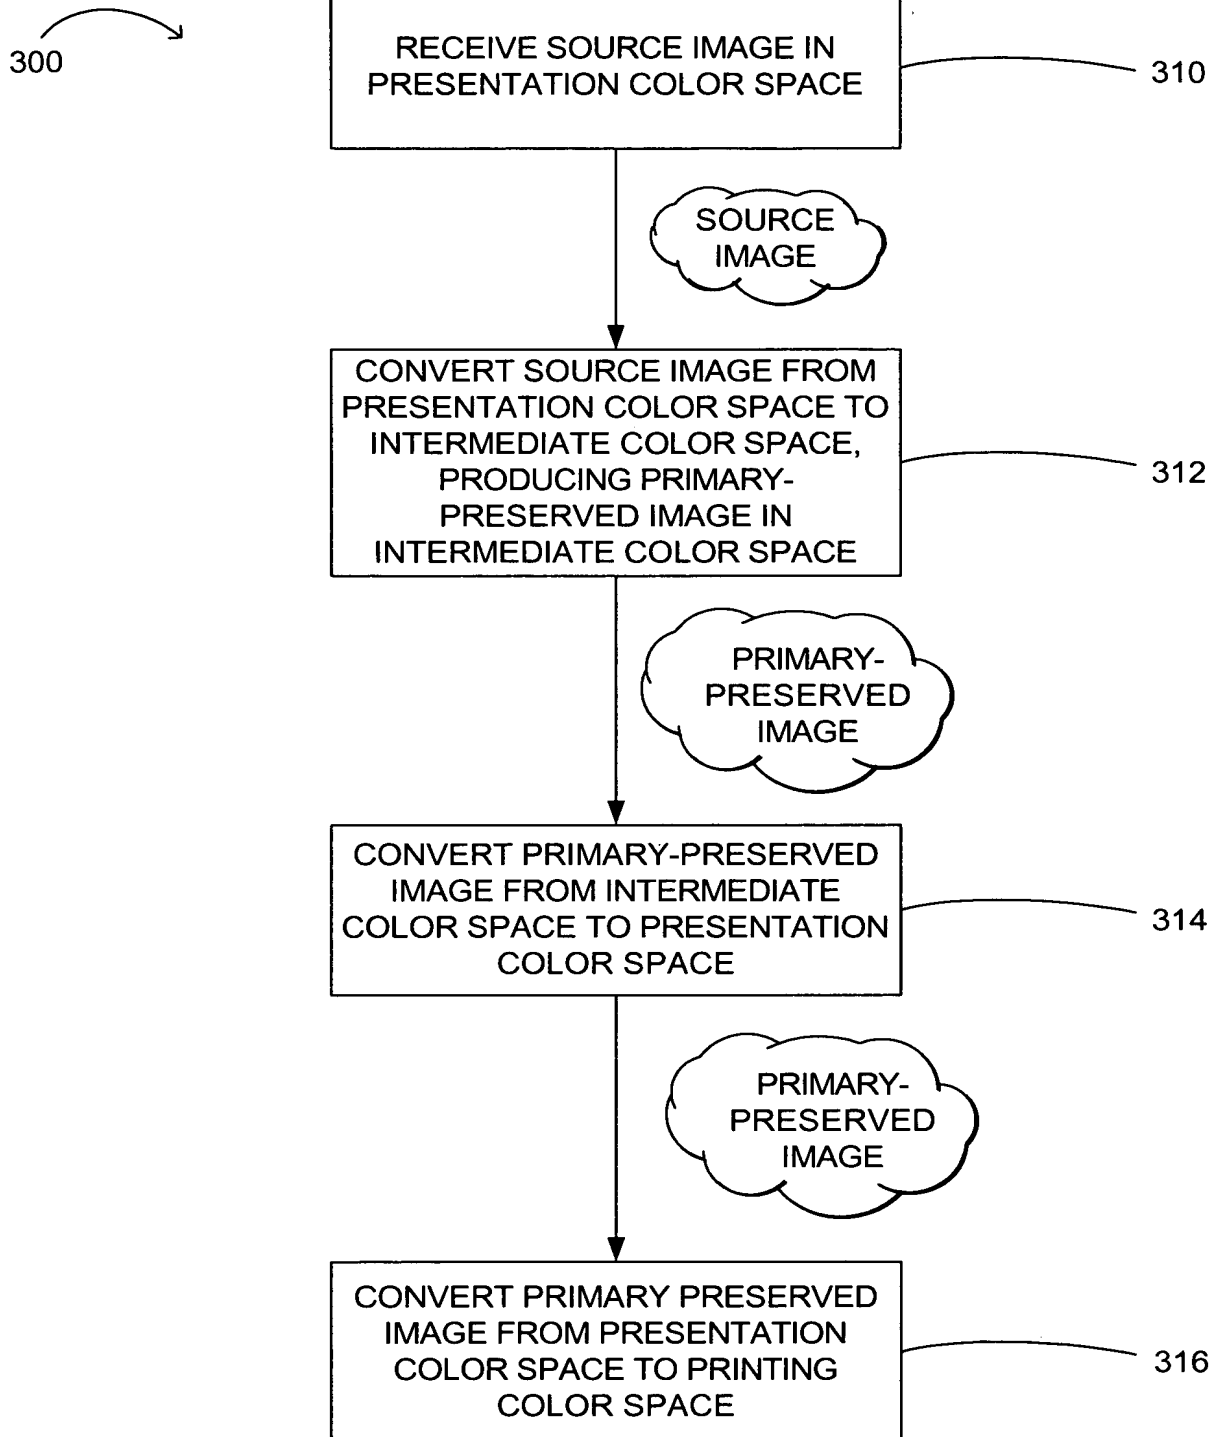 300
RECEIVE SOURCE IMAGE IN
PRESENTATION COLOR SPACE
310
SOURCE
IMAGE
CONVERT SOURCE IMAGE FROM
PRESENTATION COLOR SPACE TO
INTERMEDIATE COLOR SPACE,
PRODUCING PRIMARY-
PRESERVED IMAGE IN
INTERMEDIATE COLOR SPACE
312
PRIMARY-
PRESERVED
IMAGE
CONVERT PRIMARY-PRESERVED
IMAGE FROM INTERMEDIATE
COLOR SPACE TO PRESENTATION
COLOR SPACE
314
PRIMARY-
PRESERVED
IMAGE
CONVERT PRIMARY PRESERVED
IMAGE FROM PRESENTATION
COLOR SPACE TO PRINTING
COLOR SPACE
316